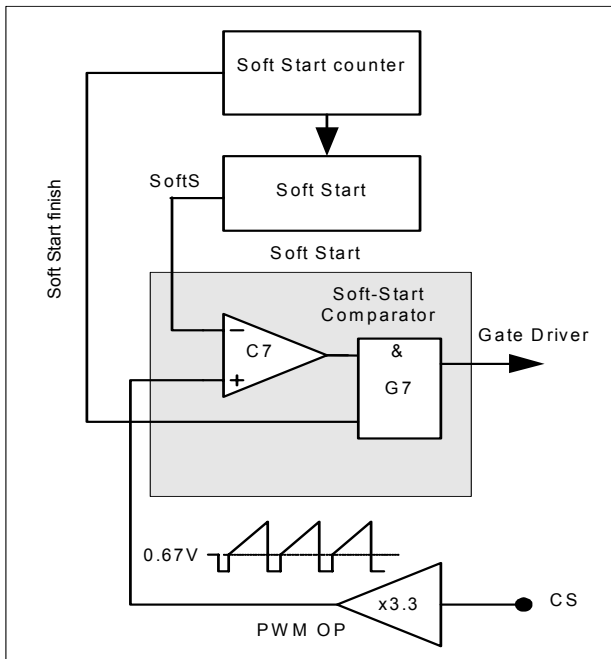 Soft Start counter
SoftS
Soft Start
Soft Start finish
Soft Start
Soft-Start
Comparator
Gate Driver
−
C7
+
&
G7
0.67V
x3.3
CS
PWM OP